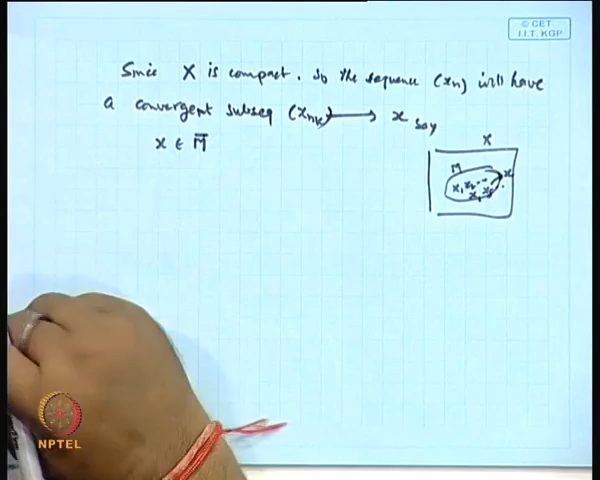 © CET
I.I.T. KGP
Since X is compact. So the sequence (xn) will have
a convergent subseq (xnk) ⟶ x say
x ∈ M̄
X
M
x
x₁ x₂ --
NPTEL